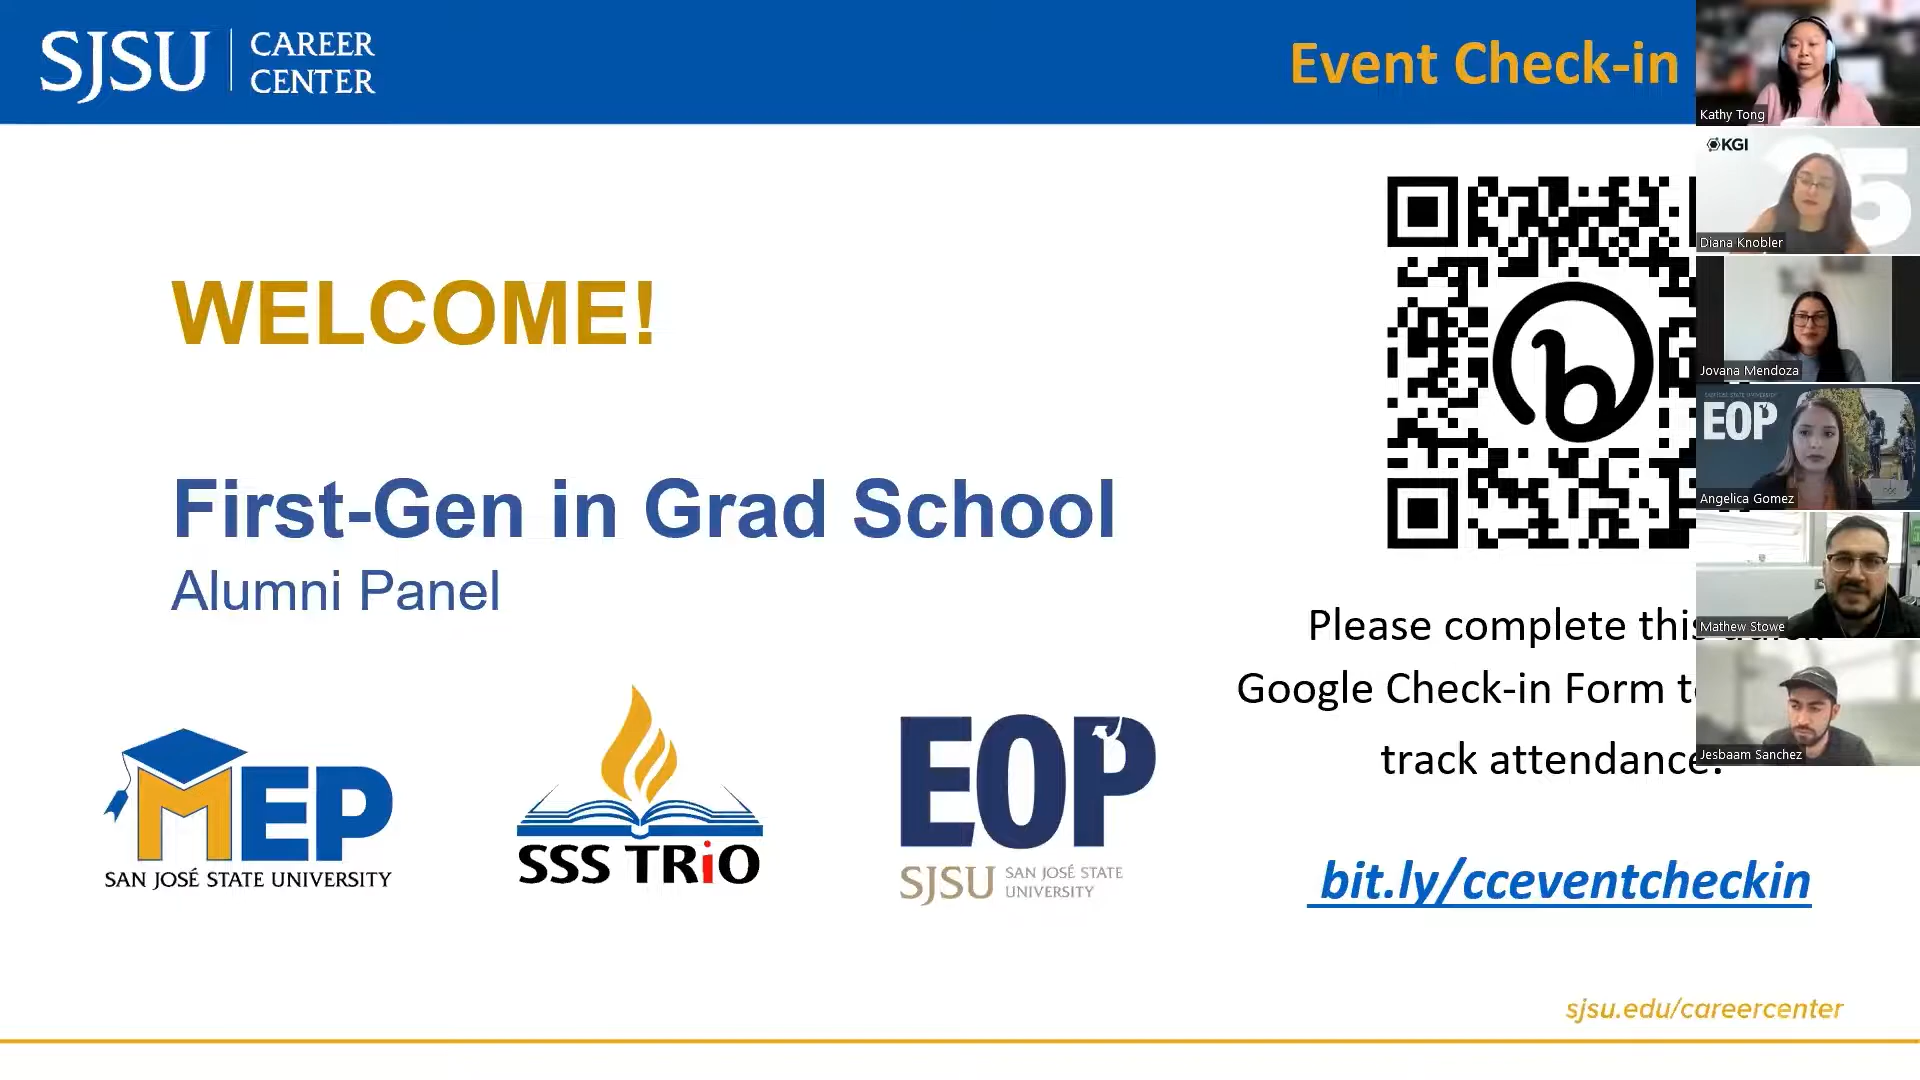 SJSU CAREER CENTER
Event Check-in
WELCOME!
First-Gen in Grad School
Alumni Panel
MEP
SAN JOSÉ STATE UNIVERSITY
SSS TRiO
EOP
SJSU SAN JOSÉ STATE UNIVERSITY
Please complete this
Google Check-in Form
track attendance.
bit.ly/cceventcheckin
sjsu.edu/careercenter
Kathy Tong
KGI
Diana Knobler
Jovana Mendoza
EOP
Angelica Gomez
Mathew Stowe
Jesbaam Sanchez